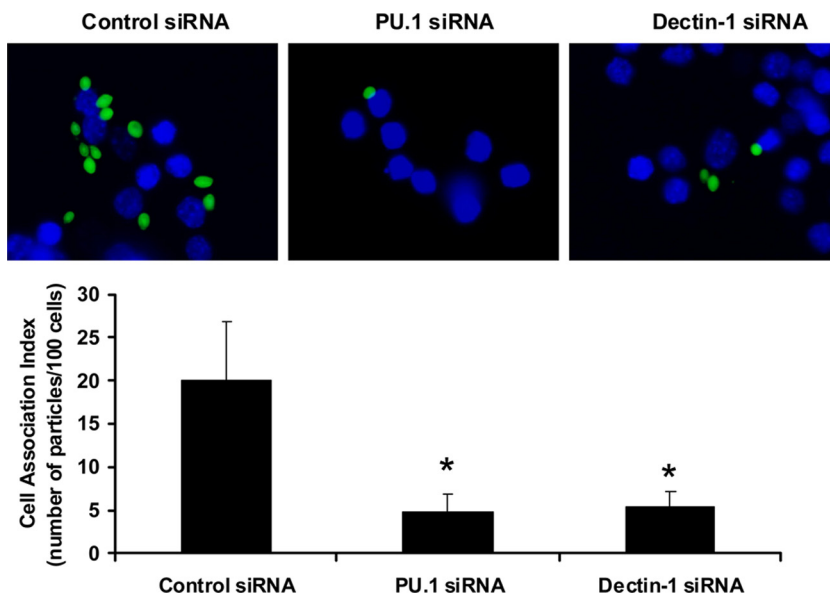 Control siRNA
PU.1 siRNA
Dectin-1 siRNA
Cell Association Index
(number of particles/100 cells)
30
25
20
15
10
5
0
*
*
Control siRNA
PU.1 siRNA
Dectin-1 siRNA